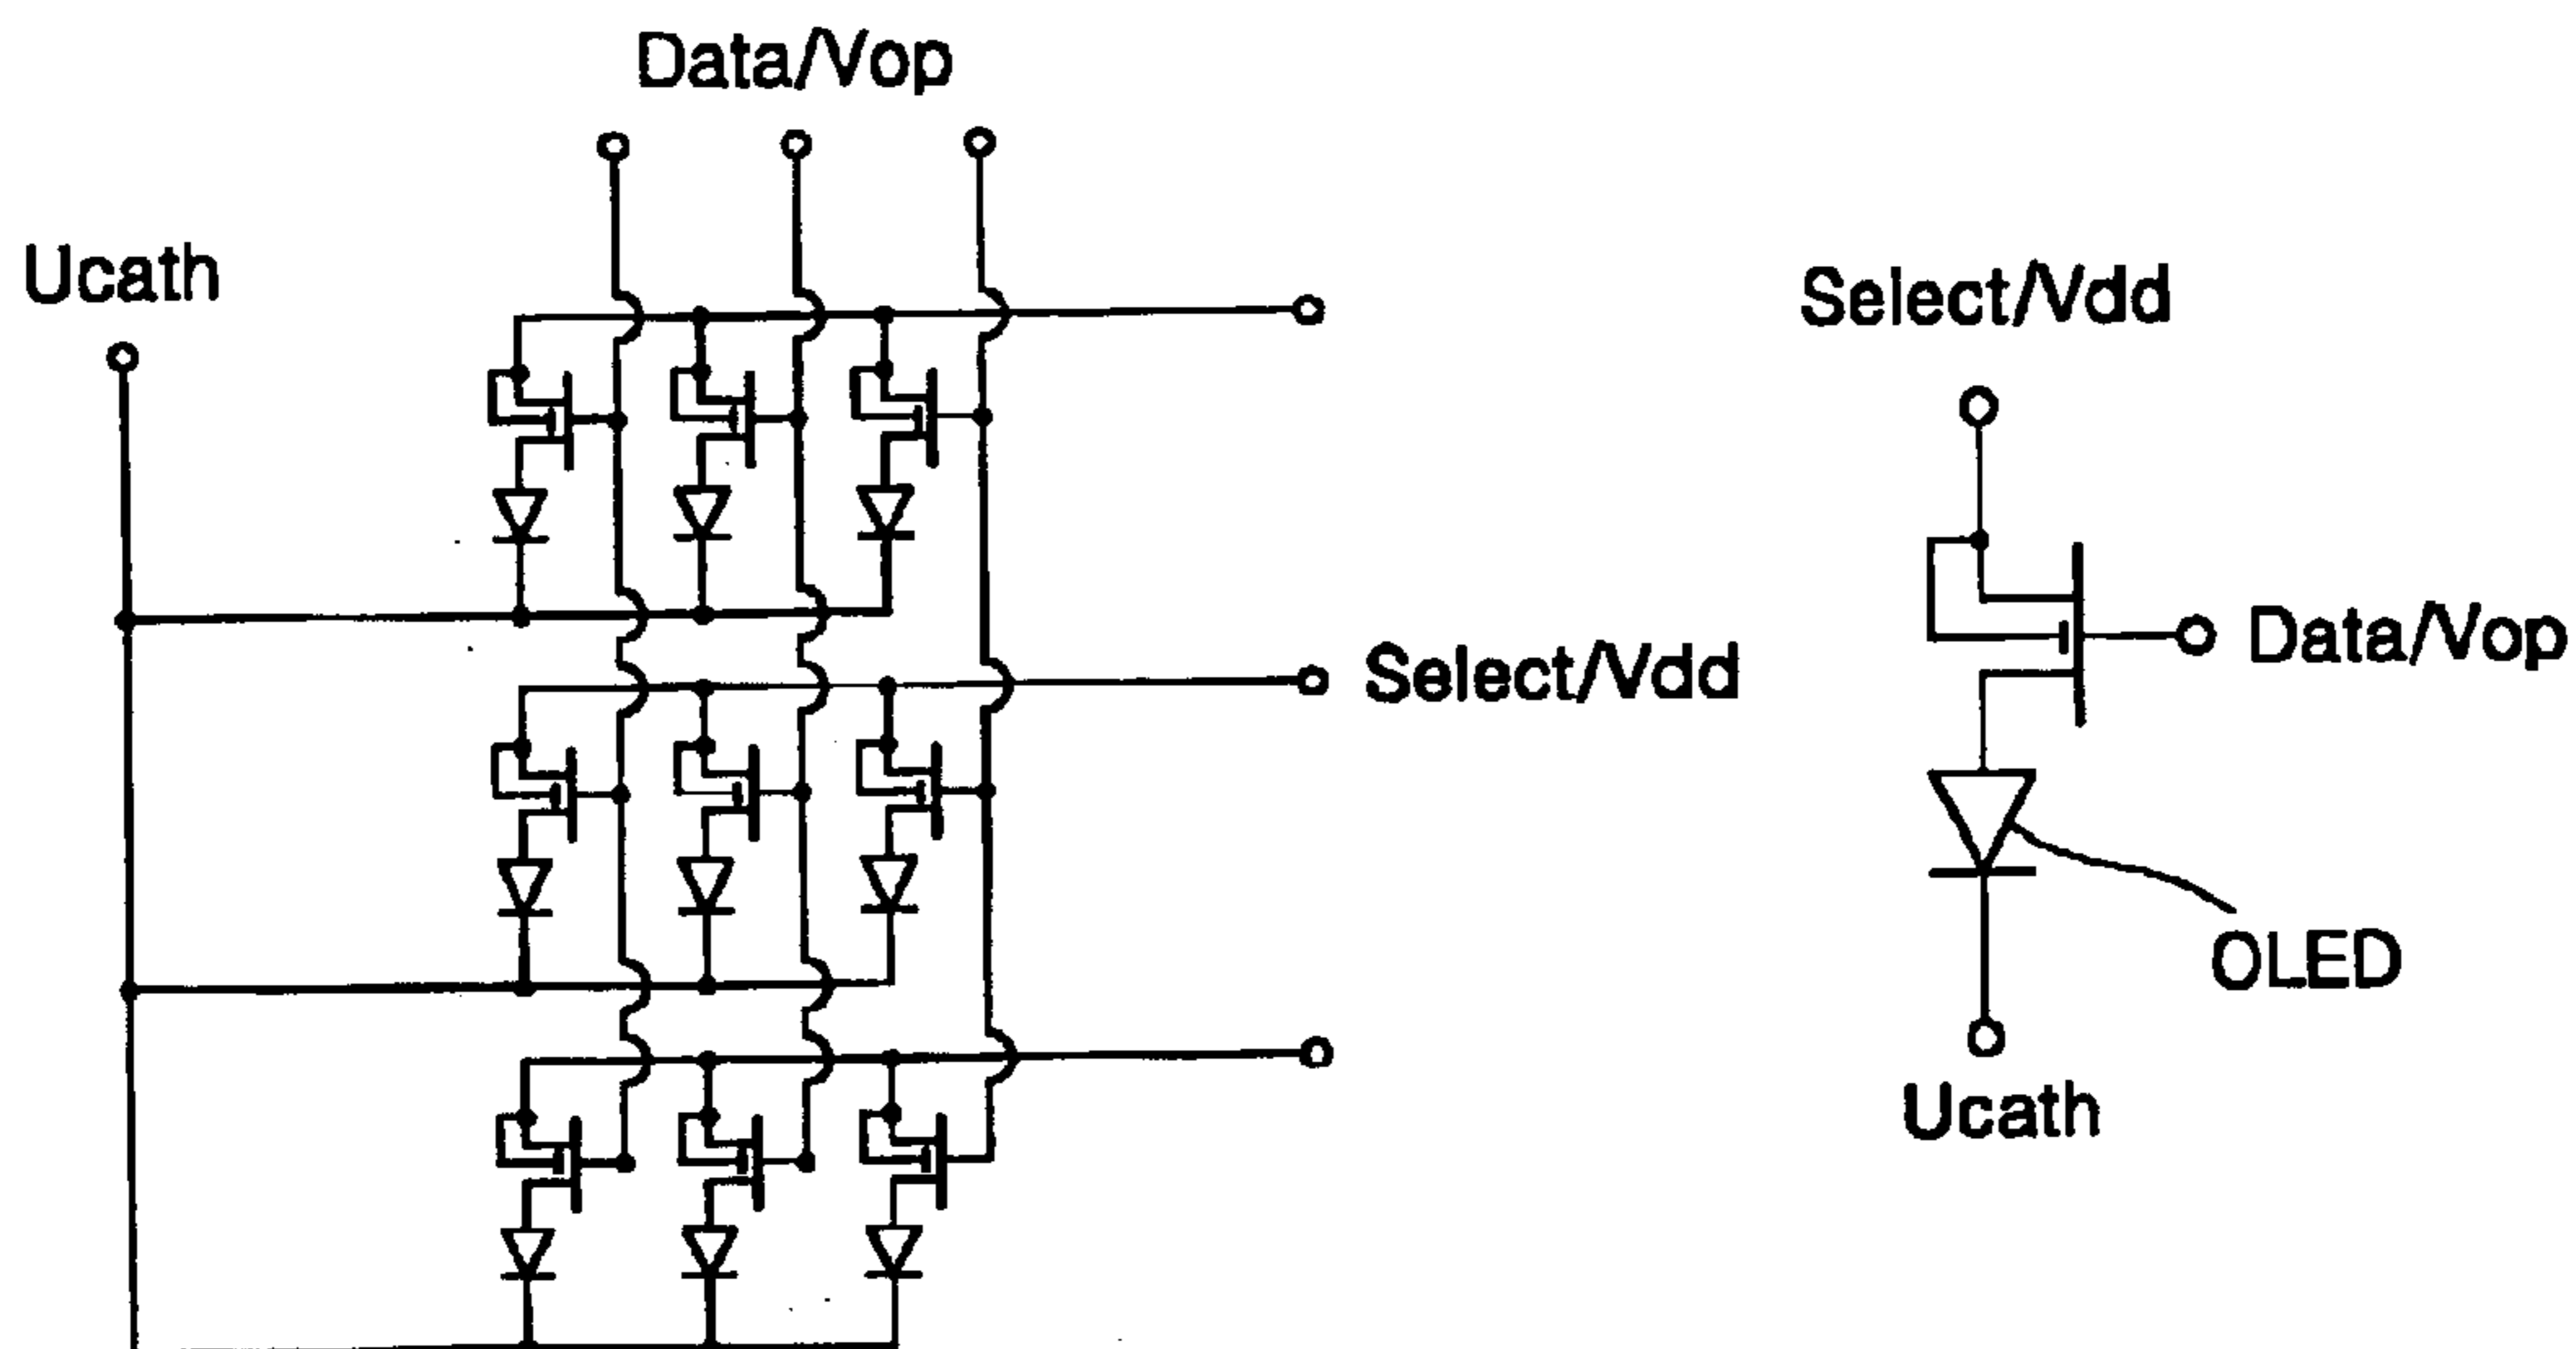 Data/Vop
Ucath
Select/Vdd
Select/Vdd
Data/Vop
OLED
Ucath